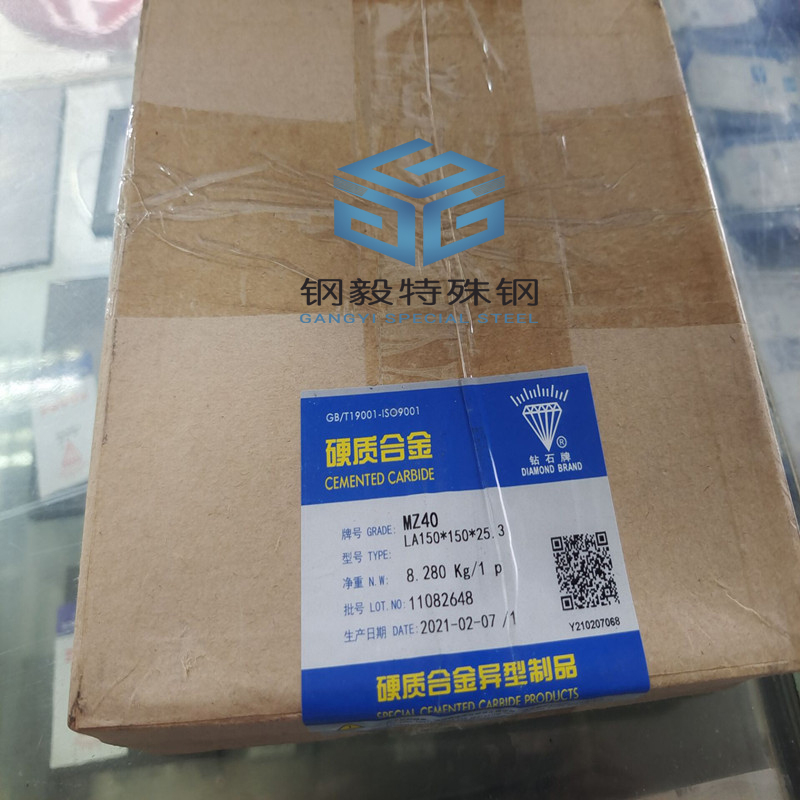 钢毅特殊钢
GANGYI SPECIAL STEEL
GB/T19001-ISO9001
硬质合金
CEMENTED CARBIDE
钻石牌
DIAMOND BRAND
®
牌号 GRADE: MZ40
型号 TYPE: LA150*150*25.3
净重 N.W: 8.280 Kg/1 p
批号 LOT.NO: 11082648
生产日期 DATE: 2021-02-07 /1
Y210207068
硬质合金异型制品
SPECIAL CEMENTED CARBIDE PRODUCTS